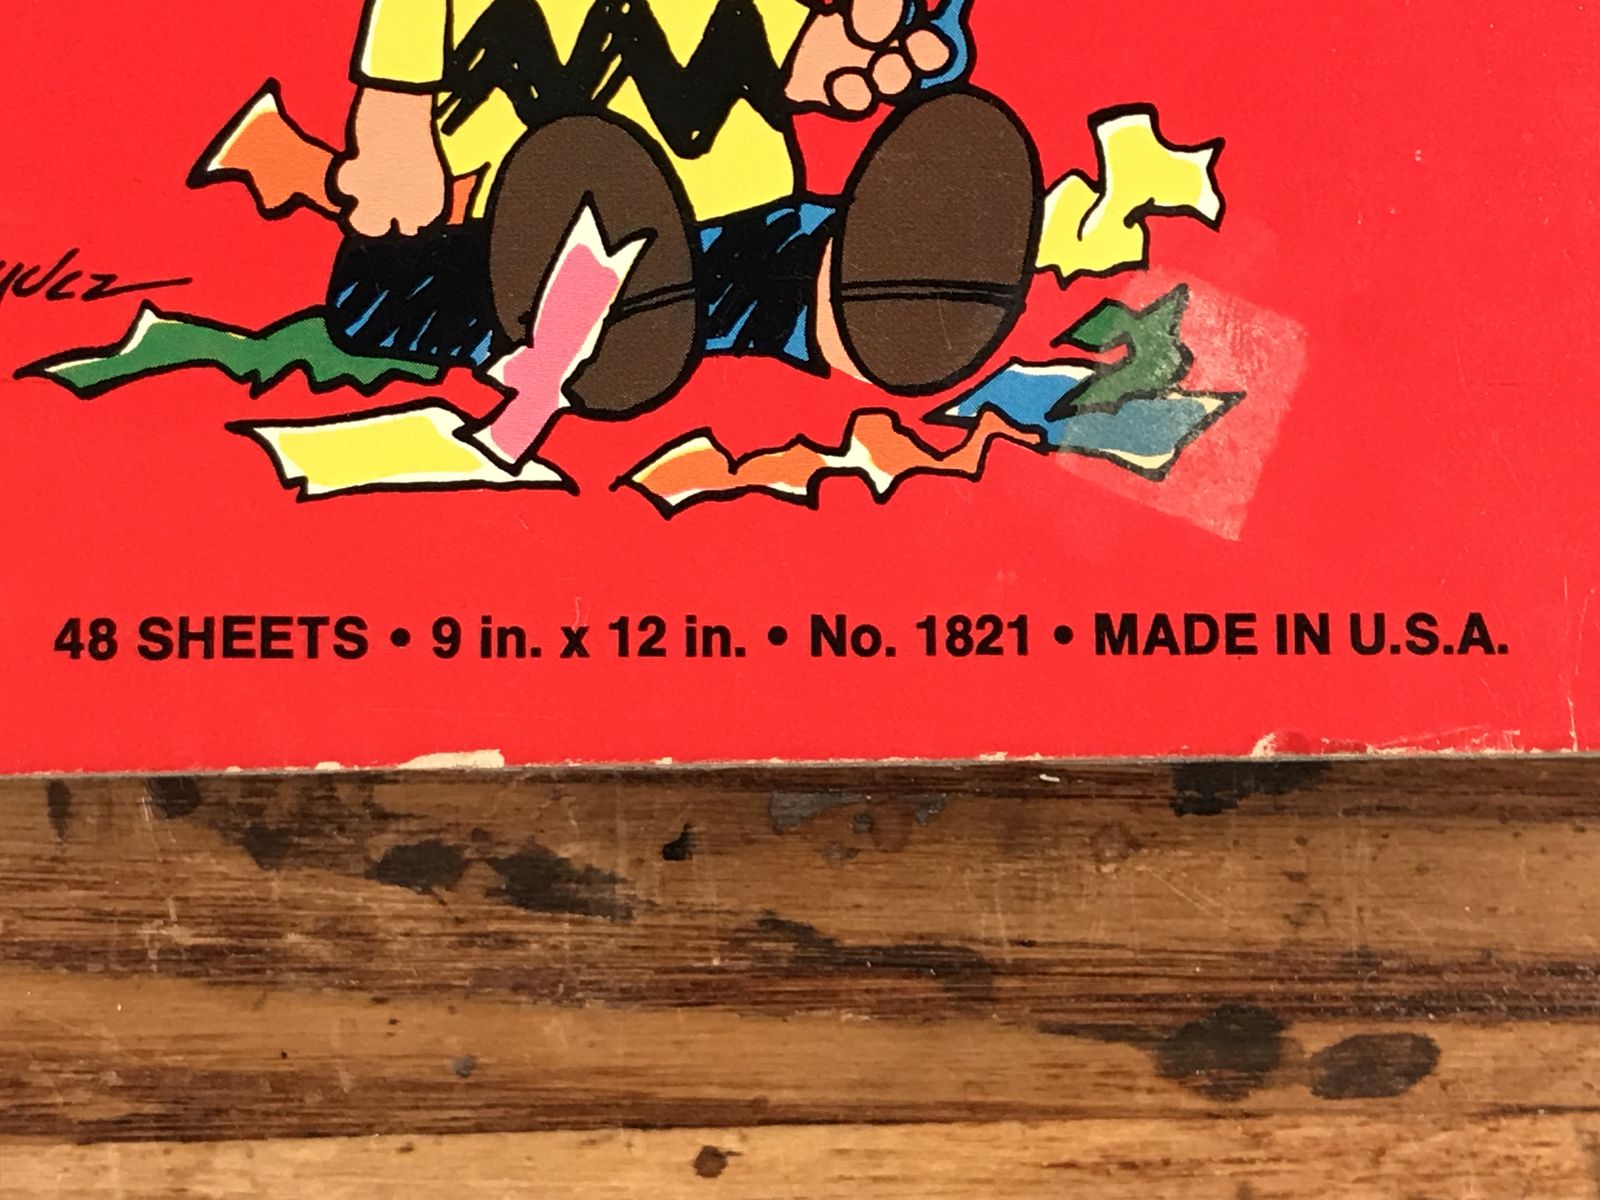 48 SHEETS • 9 in. x 12 in. • No. 1821 • MADE IN U.S.A.